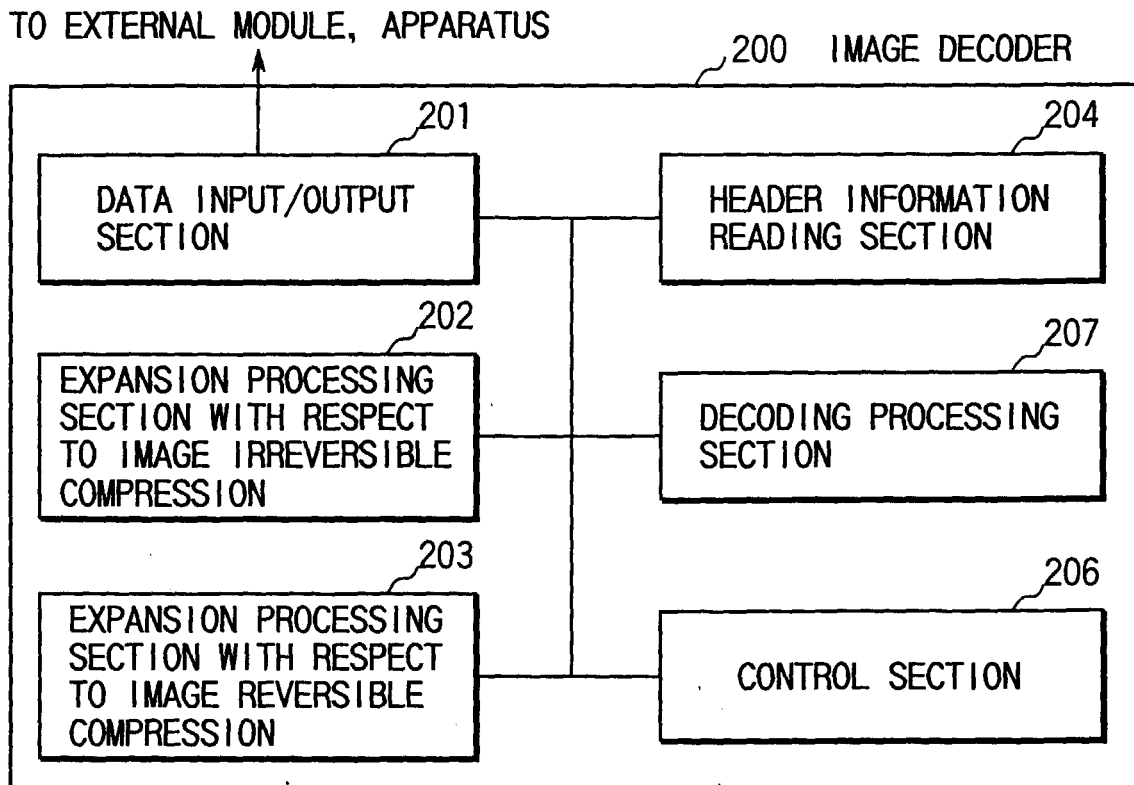 TO EXTERNAL MODULE, APPARATUS
200 IMAGE DECODER
201
DATA INPUT/OUTPUT
SECTION
204
HEADER INFORMATION
READING SECTION
202
EXPANSION PROCESSING
SECTION WITH RESPECT
TO IMAGE IRREVERSIBLE
COMPRESSION
207
DECODING PROCESSING
SECTION
203
EXPANSION PROCESSING
SECTION WITH RESPECT
TO IMAGE REVERSIBLE
COMPRESSION
206
CONTROL SECTION